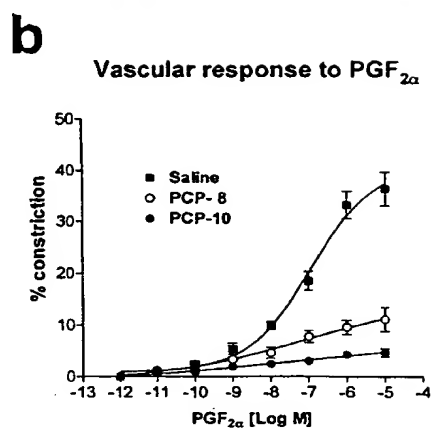 b
Vascular response to PGF2α
50
40
30
20
10
0
% constriction
Saline
PCP- 8
PCP-10
-13 -12 -11 -10 -9 -8 -7 -6 -5 -4
PGF2α [Log M]